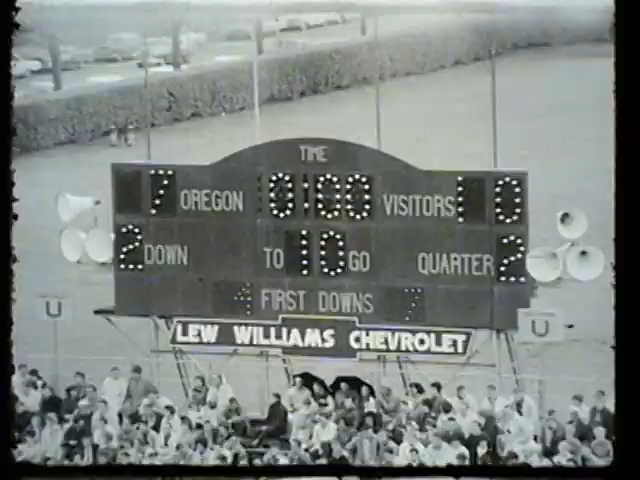 TIME
7 OREGON 0:00 VISITORS 10
2 DOWN TO 10 GO QUARTER 2
4 FIRST DOWNS 7
LEW WILLIAMS CHEVROLET
U U